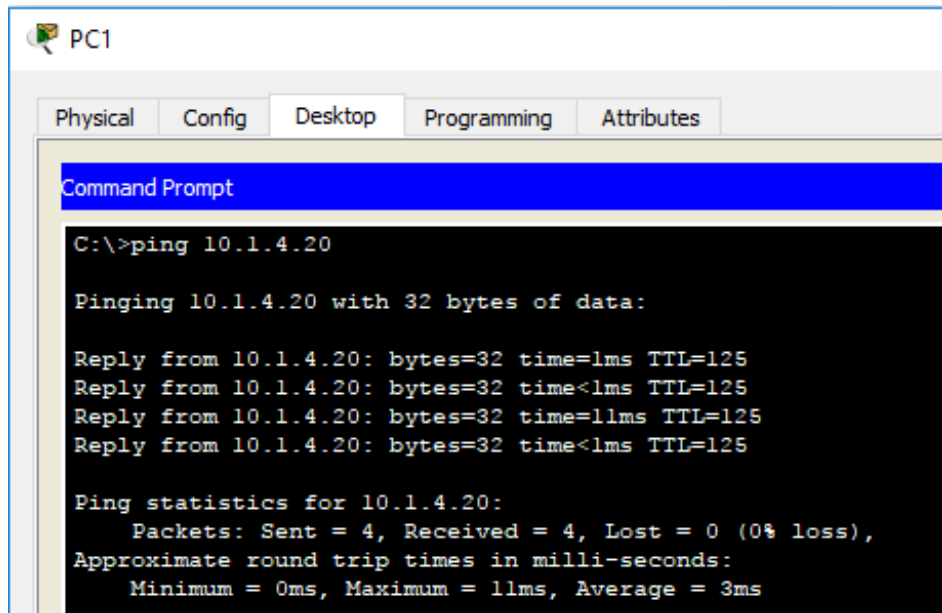 PC1
Physical Config Desktop Programming Attributes
Command Prompt
C:\>ping 10.1.4.20
Pinging 10.1.4.20 with 32 bytes of data:
Reply from 10.1.4.20: bytes=32 time=1ms TTL=125
Reply from 10.1.4.20: bytes=32 time<1ms TTL=125
Reply from 10.1.4.20: bytes=32 time=11ms TTL=125
Reply from 10.1.4.20: bytes=32 time<1ms TTL=125
Ping statistics for 10.1.4.20:
Packets: Sent = 4, Received = 4, Lost = 0 (0% loss),
Approximate round trip times in milli-seconds:
Minimum = 0ms, Maximum = 11ms, Average = 3ms